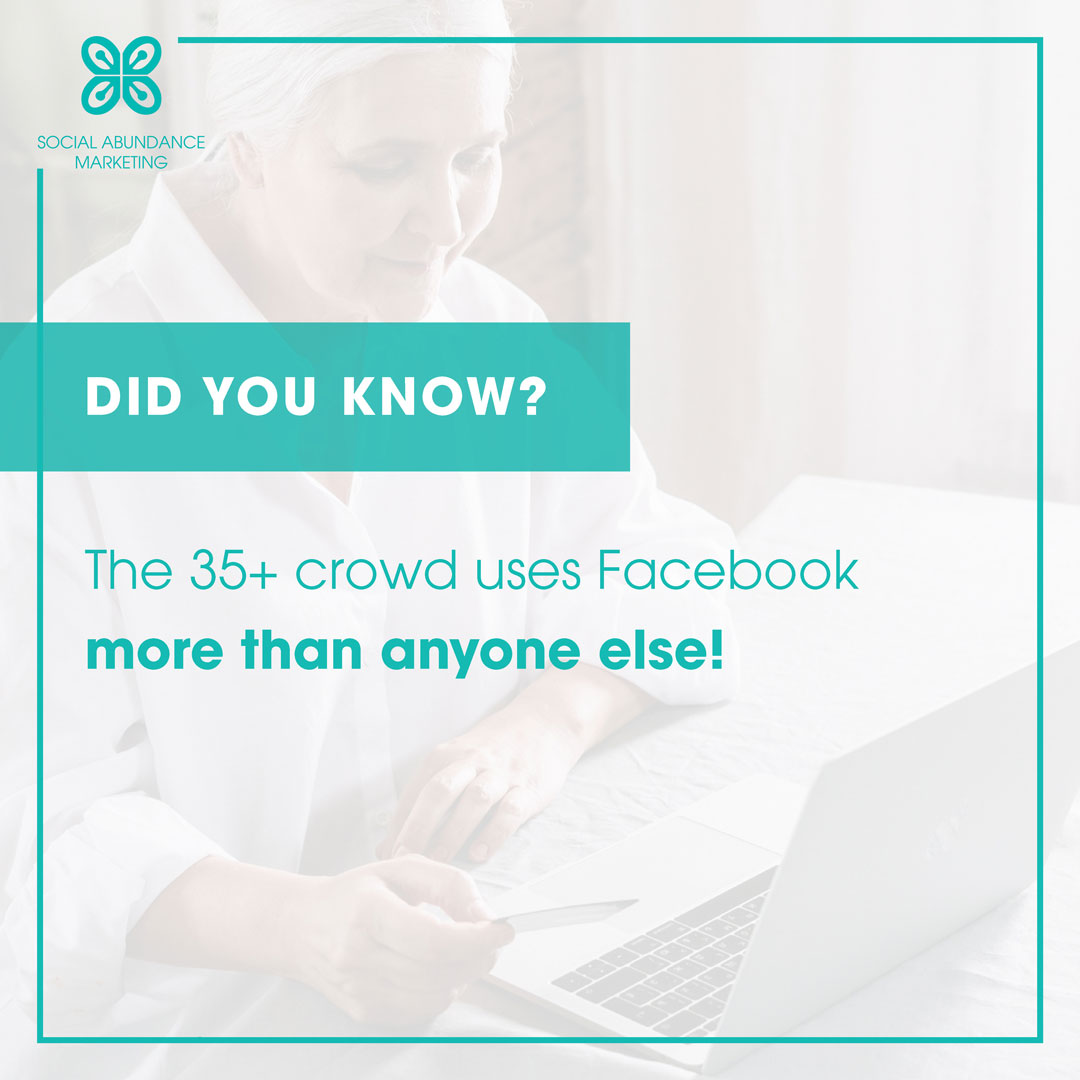 SOCIAL ABUNDANCE
MARKETING
DID YOU KNOW?
The 35+ crowd uses Facebook
more than anyone else!